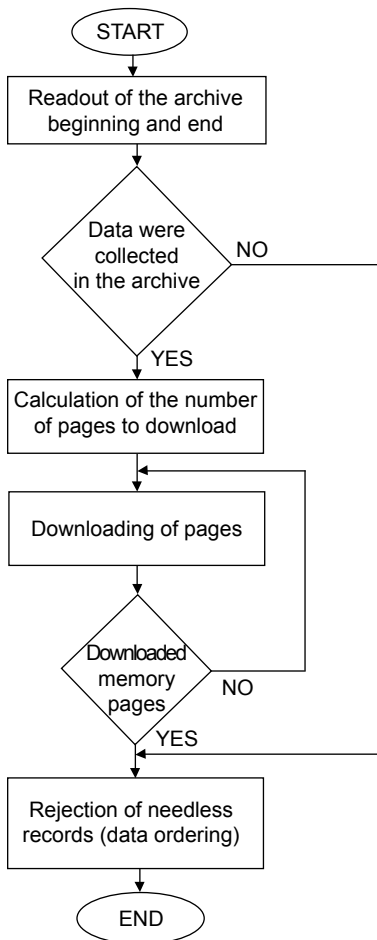 START
Readout of the archive
beginning and end
Data were
collected
in the archive
NO
YES
Calculation of the number
of pages to download
Downloading of pages
Downloaded
memory
pages
NO
YES
Rejection of needless
records (data ordering)
END